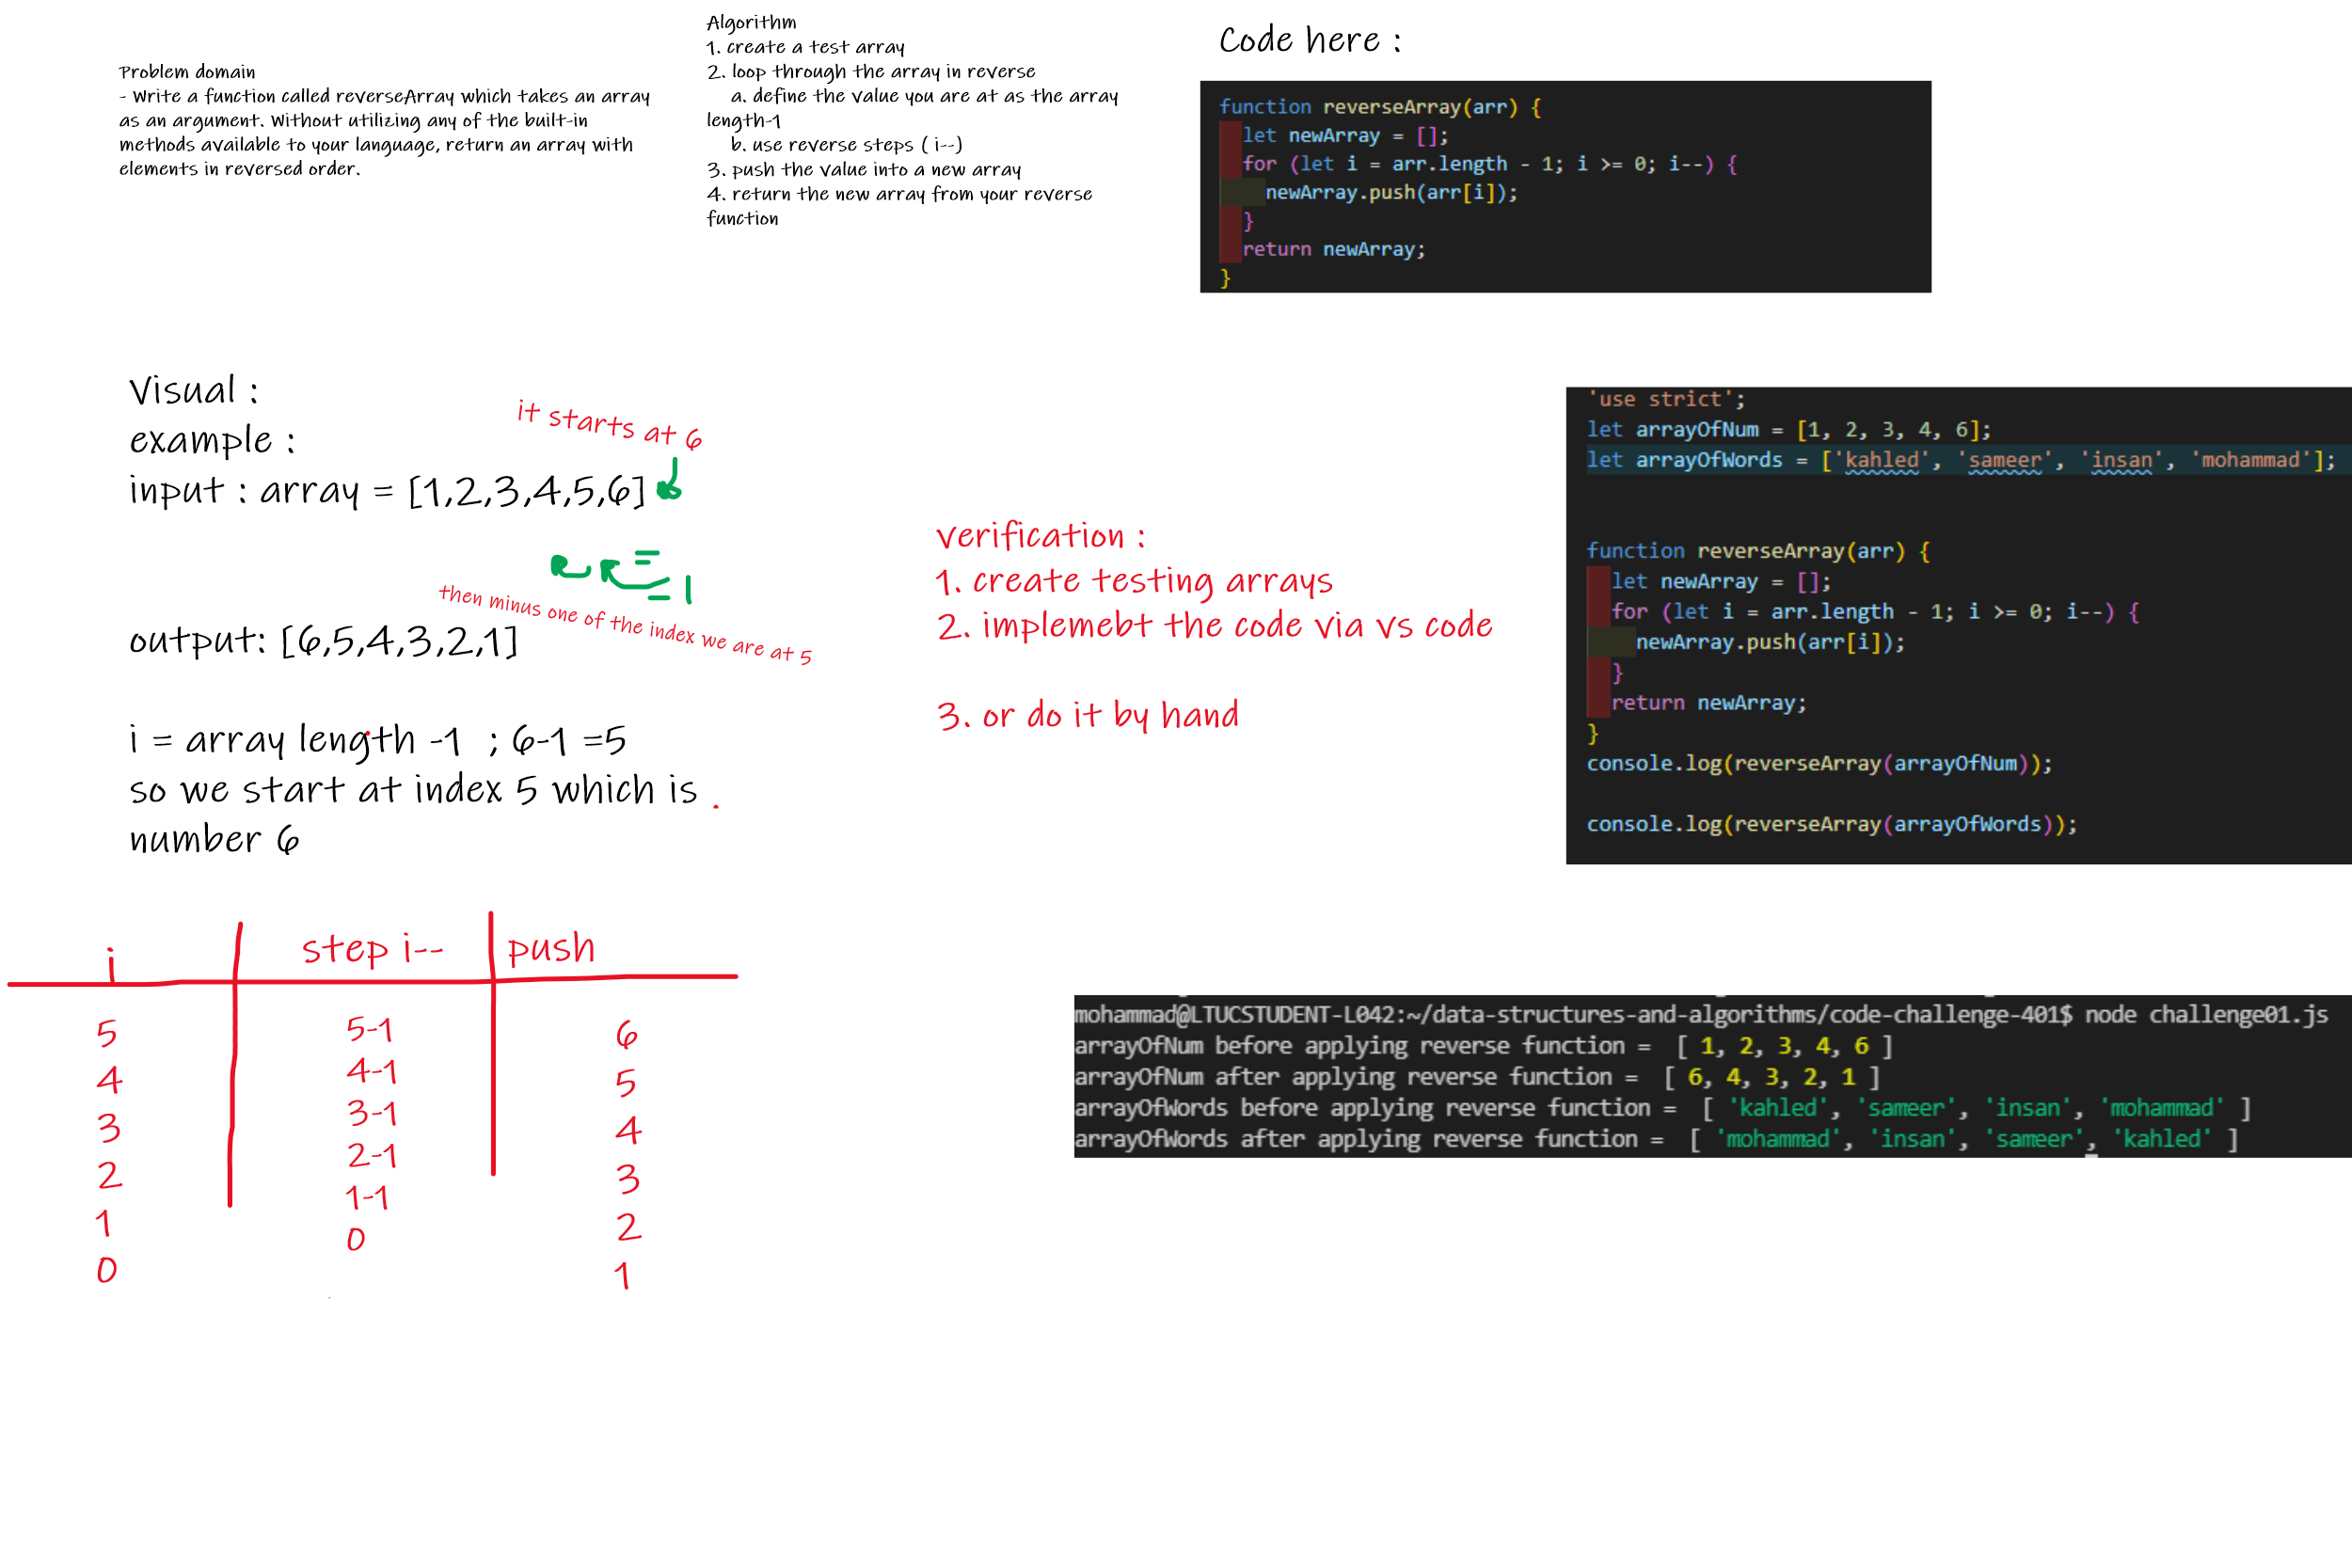 Problem domain
- Write a function called reverseArray which takes an array
as an argument. Without utilizing any of the built-in
methods available to your language, return an array with
elements in reversed order.
Algorithm
1. create a test array
2. loop through the array in reverse
a. define the value you are at as the array
length-1
b. use reverse steps ( i--)
3. push the value into a new array
4. return the new array from your reverse
function
Code here :
function reverseArray(arr) {
let newArray = [];
for (let i = arr.length - 1; i >= 0; i--) {
newArray.push(arr[i]);
}
return newArray;
}
Visual :
example :
it starts at 6
input : array = [1,2,3,4,5,6]
= - 1
then minus one of the index we are at 5
output: [6,5,4,3,2,1]
i = array length -1 ; 6-1 =5
so we start at index 5 which is
number 6
verification :
1. create testing arrays
2. implemebt the code via vs code
3. or do it by hand
'use strict';
let arrayOfNum = [1, 2, 3, 4, 6];
let arrayOfWords = ['kahled', 'sameer', 'insan', 'mohammad'];
function reverseArray(arr) {
let newArray = [];
for (let i = arr.length - 1; i >= 0; i--) {
newArray.push(arr[i]);
}
return newArray;
}
console.log(reverseArray(arrayOfNum));
console.log(reverseArray(arrayOfWords));
i step i-- push
5 5-1 6
4 4-1 5
3 3-1 4
2 2-1 3
1 1-1 2
0 0 1
mohammad@LTUCSTUDENT-L042:~/data-structures-and-algorithms/code-challenge-401$ node challenge01.js
arrayOfNum before applying reverse function = [ 1, 2, 3, 4, 6 ]
arrayOfNum after applying reverse function = [ 6, 4, 3, 2, 1 ]
arrayOfWords before applying reverse function = [ 'kahled', 'sameer', 'insan', 'mohammad' ]
arrayOfWords after applying reverse function = [ 'mohammad', 'insan', 'sameer', 'kahled' ]